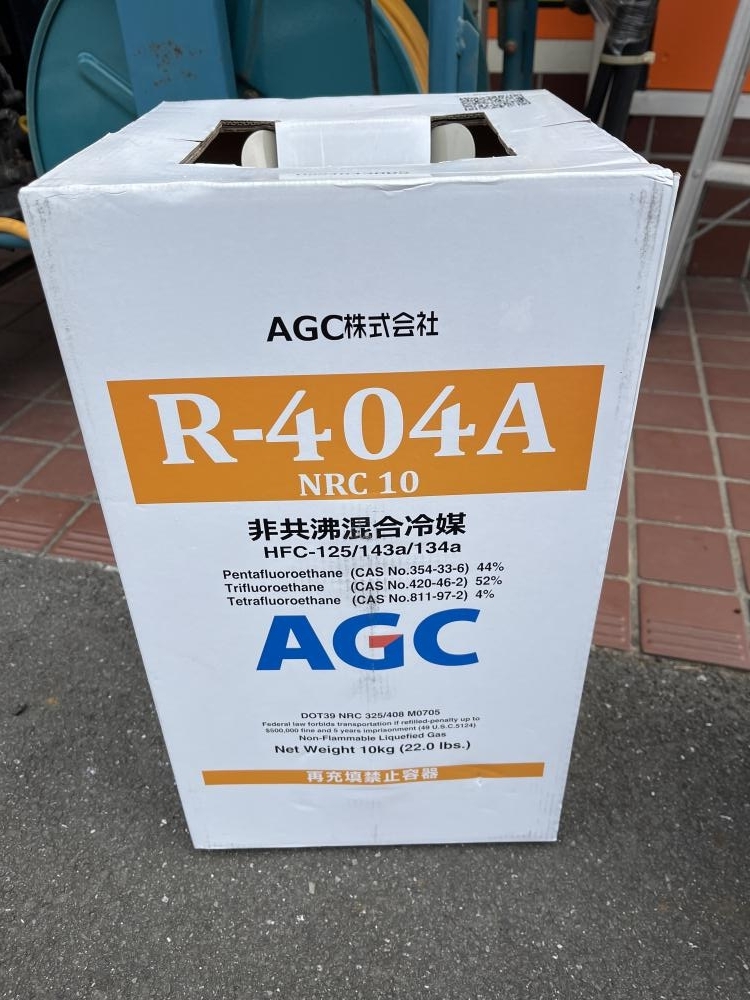 AGC株式会社
R-404A
NRC 10
非共沸混合冷媒
HFC-125/143a/134a
Pentafluoroethane (CAS No.354-33-6) 44%
Trifluoroethane (CAS No.420-46-2) 52%
Tetrafluoroethane (CAS No.811-97-2) 4%
AGC
DOT39 NRC 325/408 M0705
Federal law forbids transportation if refilled-penalty up to
$500,000 fine and 5 years imprisonment (49 U.S.C.5124)
Non-Flammable Liquefied Gas
Net Weight 10kg (22.0 lbs.)
再充填禁止容器